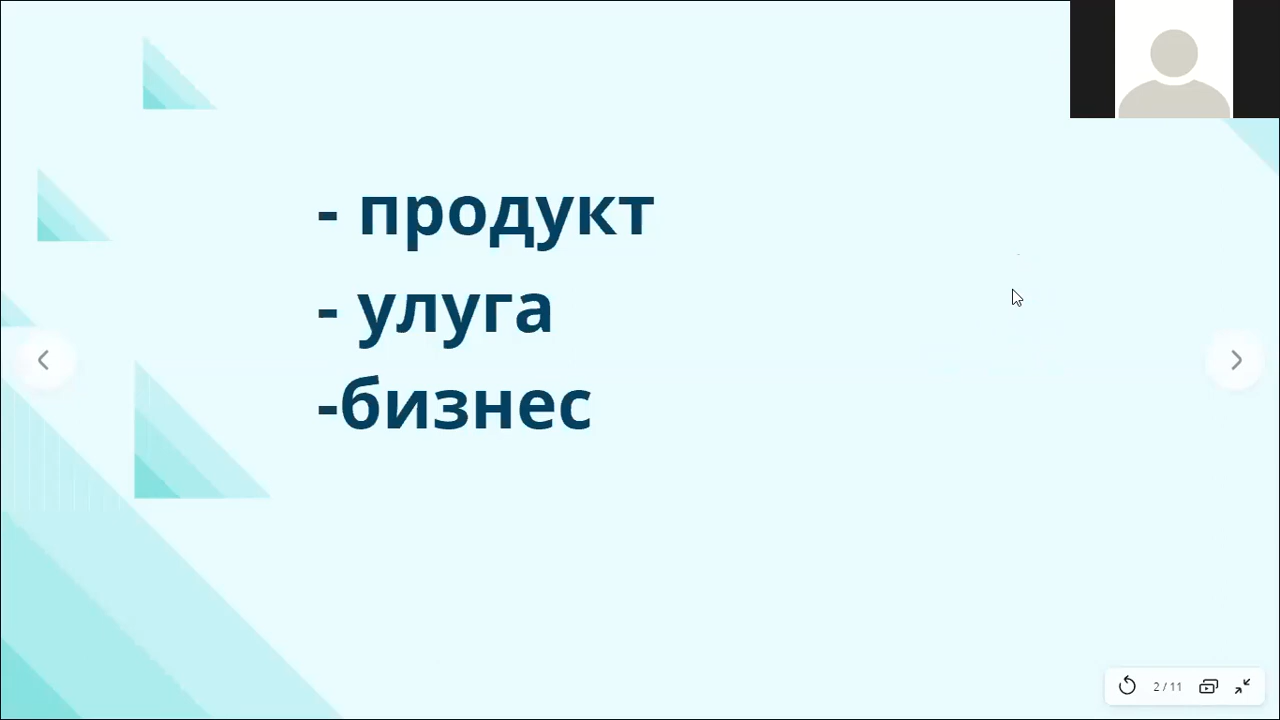 - продукт
- улуга
-бизнес
2 / 11